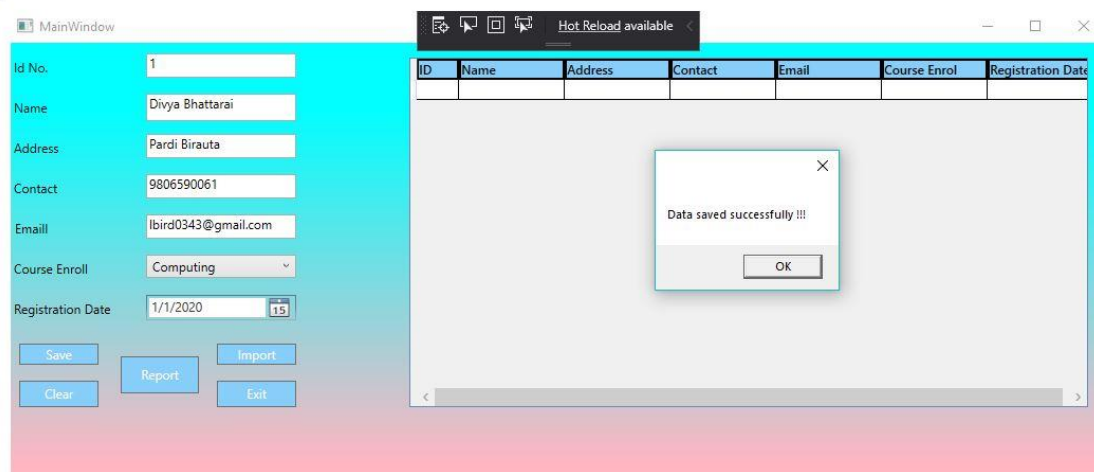 MainWindow
Hot Reload available
Id No. 1
Name Divya Bhattarai
Address Pardi Birauta
Contact 9806590061
Emaill lbird0343@gmail.com
Course Enroll Computing
Registration Date 1/1/2020 15
Save Import
Report
Clear Exit
ID Name Address Contact Email Course Enrol Registration Date
Data saved successfully !!!
OK